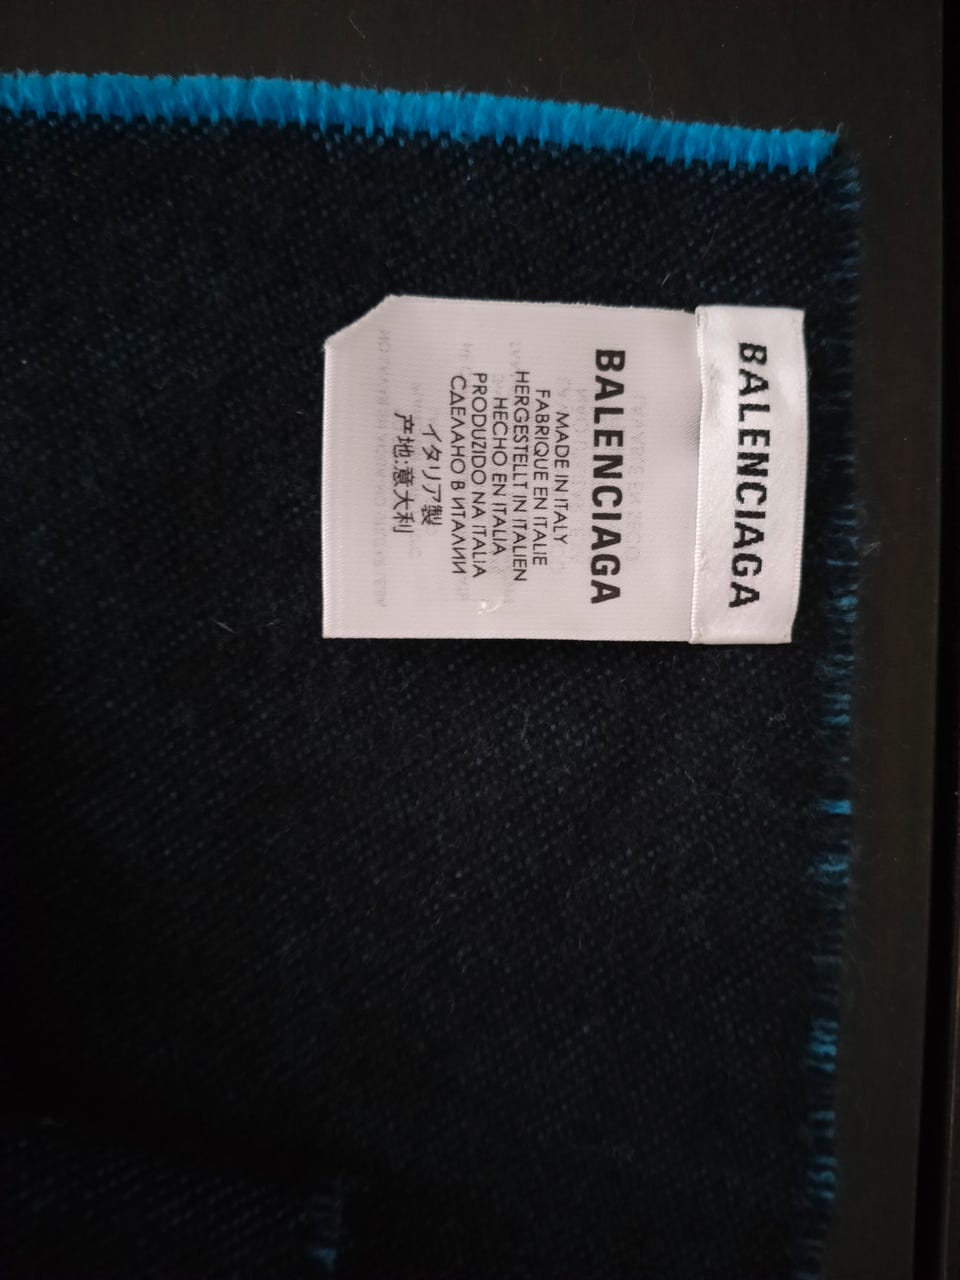 BALENCIAGA
BALENCIAGA
MADE IN ITALY
FABRIQUE EN ITALIE
HERGESTELLT IN ITALIEN
HECHO EN ITALIA
PRODUZIDO NA ITALIA
СДЕЛАНО В ИТАЛИИ
イタリア製
产地:意大利